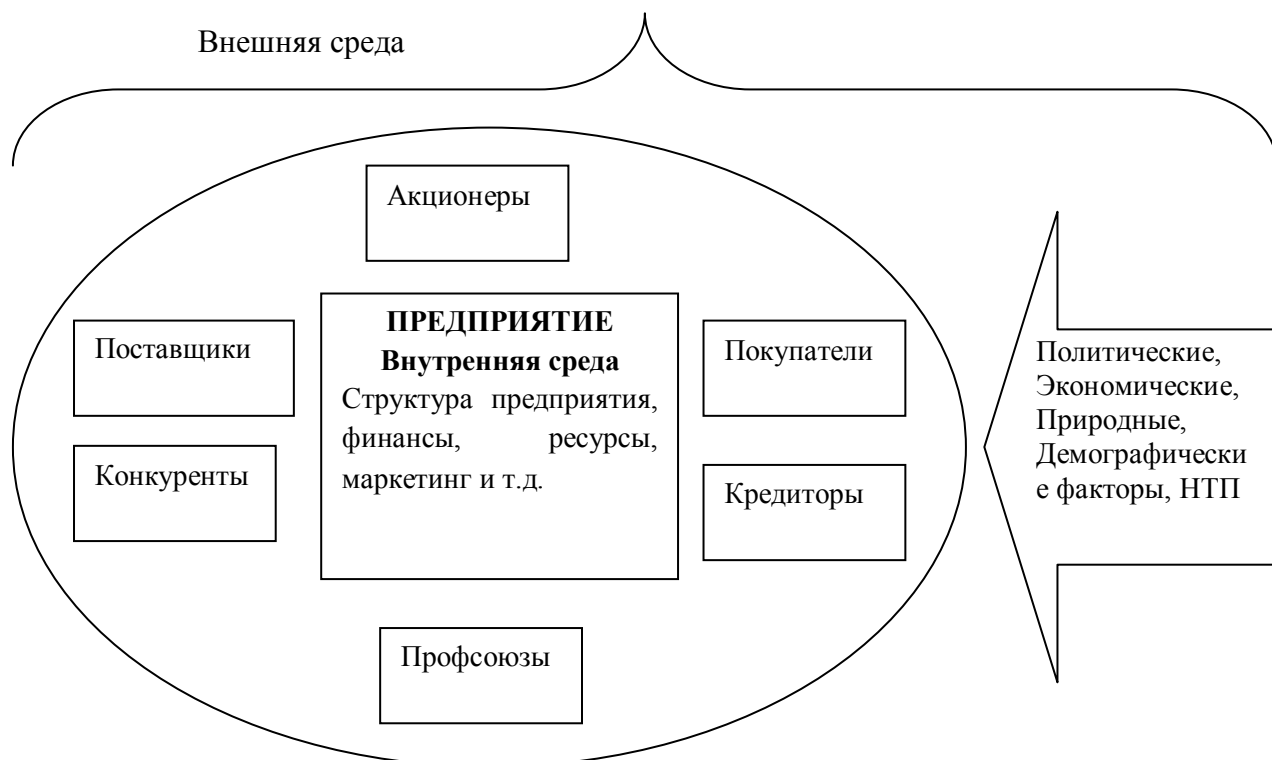 Внешняя среда
Акционеры
Поставщики
Конкуренты
ПРЕДПРИЯТИЕ
Внутренняя среда
Структура предприятия,
финансы, ресурсы,
маркетинг и т.д.
Покупатели
Кредиторы
Профсоюзы
Политические,
Экономические,
Природные,
Демографически
е факторы, НТП